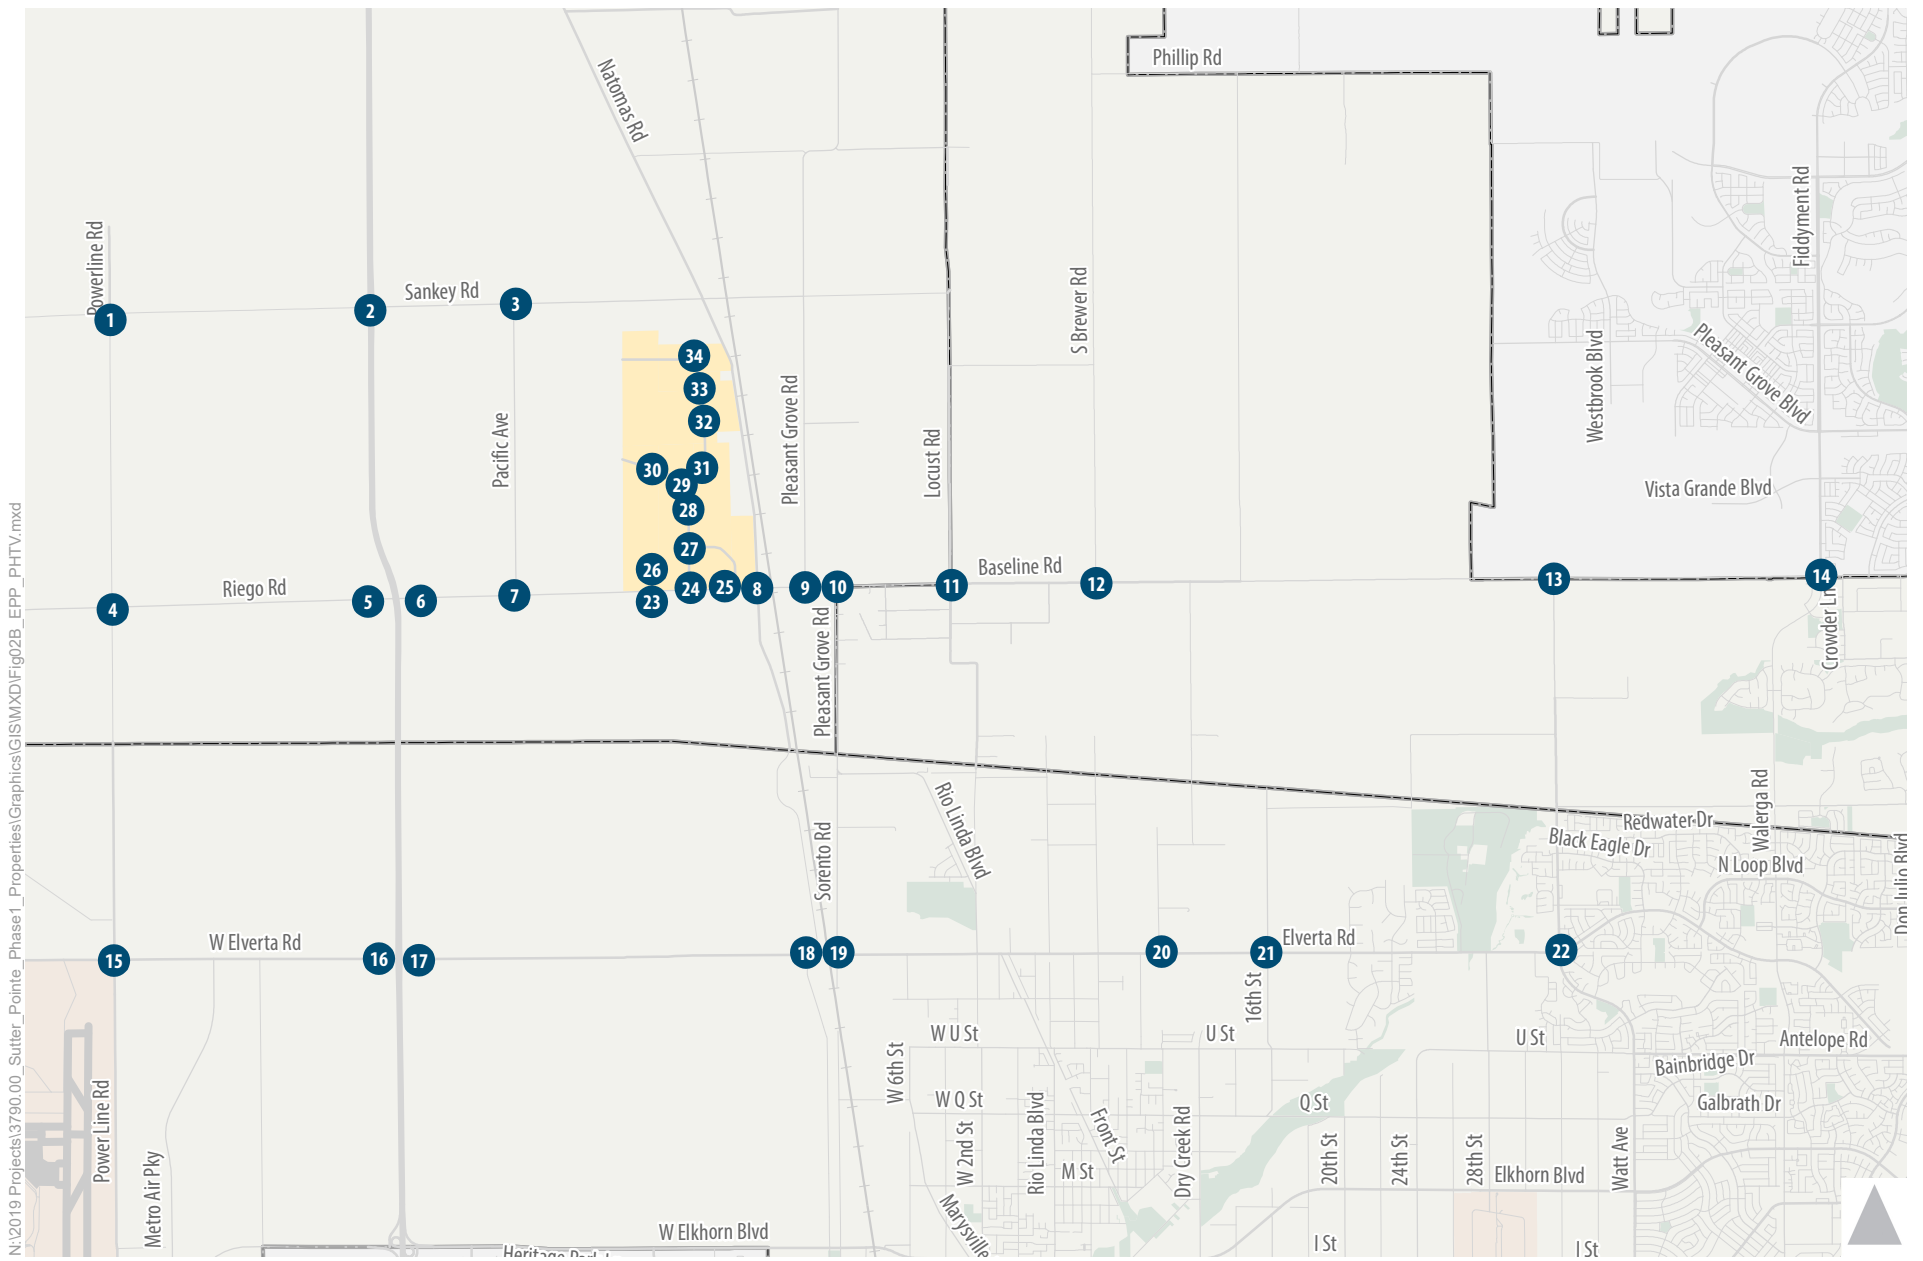 Phillip Rd
Natomas Rd
Fiddyment Rd
Powerline Rd
S Brewer Rd
Sankey Rd
1
2
3
Westbrook Blvd
Pleasant Grove Blvd
34
33
32
Pleasant Grove Rd
Pacific Ave
Locust Rd
30
31
29
28
Vista Grande Blvd
27
26
Baseline Rd
Riego Rd
4
5
6
7
23
24
25
8
9
10
11
12
13
14
Crowder Ln
Pleasant Grove Rd
Rio Linda Blvd
Sorento Rd
Walerga Rd
Redwater Dr
Black Eagle Dr
N Loop Blvd
Don Julio Blvd
W Elverta Rd
Elverta Rd
15
16
17
18
19
20
21
22
16th St
W U St
U St
U St
Antelope Rd
Bainbridge Dr
W 6th St
W Q St
Q St
Galbrath Dr
Power Line Rd
Metro Air Pky
W 2nd St
Rio Linda Blvd
Front St
M St
Dry Creek Rd
20th St
24th St
28th St
Elkhorn Blvd
Watt Ave
Marysville
W Elkhorn Blvd
I St
I St
N:\2019 Projects\3790.00_Sutter_Pointe_Phase1_Properties\Graphics\GIS\MXD\Fig02B_EPP_PHTV.mxd